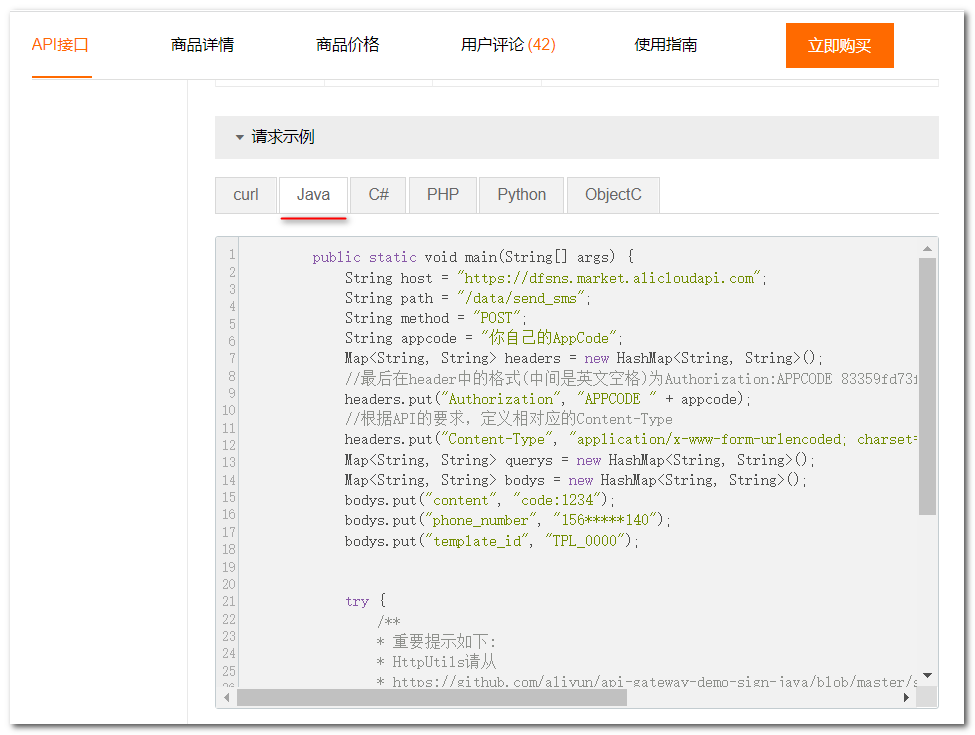 API接口 商品详情 商品价格 用户评论 (42) 使用指南 立即购买
请求示例
curl Java C# PHP Python ObjectC
1 public static void main(String[] args) {
2 String host = "https://dfsns.market.alicloudapi.com";
3 String path = "/data/send_sms";
4 String method = "POST";
5 String appcode = "你自己的AppCode";
6 Map<String, String> headers = new HashMap<String, String>();
7 //最后在header中的格式(中间是英文空格)为Authorization:APPCODE 83359fd73f
8 headers.put("Authorization", "APPCODE " + appcode);
9 //根据API的要求，定义相对应的Content-Type
10 headers.put("Content-Type", "application/x-www-form-urlencoded; charset=
11 Map<String, String> querys = new HashMap<String, String>();
12 Map<String, String> bodys = new HashMap<String, String>();
13 bodys.put("content", "code:1234");
14 bodys.put("phone_number", "156*****140");
15 bodys.put("template_id", "TPL_0000");
16
17
18 try {
19 /**
20 * 重要提示如下:
21 * HttpUtils请从
22 * https://github.com/aliyun/api-gateway-demo-sign-java/blob/master/s
23
24
25
26